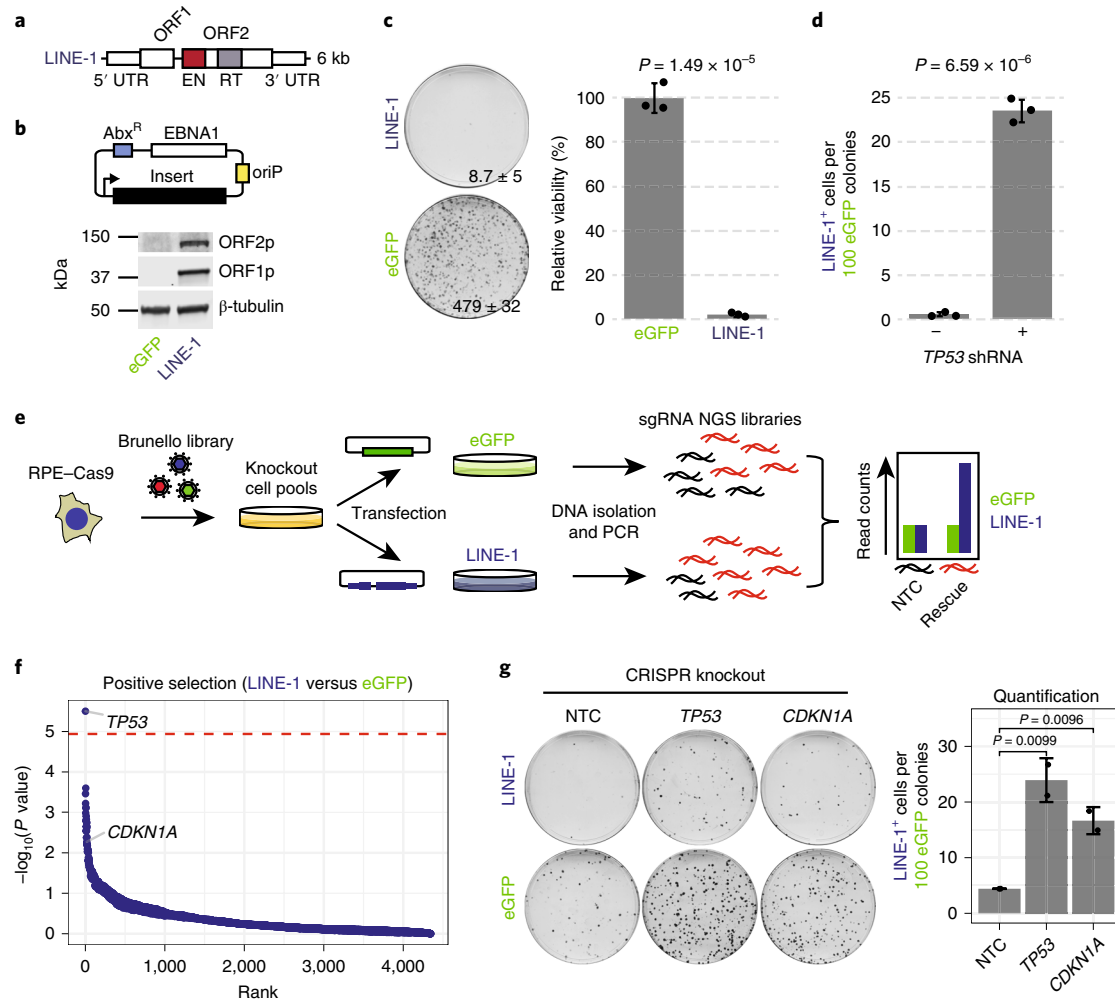 a
ORF1
ORF2
LINE-1
6 kb
5′ UTR
EN
RT
3′ UTR
b
Abx^R
EBNA1
Insert
oriP
kDa
150
37
50
ORF2p
ORF1p
β-tubulin
eGFP
LINE-1
c
LINE-1
8.7 ± 5
eGFP
479 ± 32
P = 1.49 × 10⁻⁵
Relative viability (%)
100
80
60
40
20
0
eGFP
LINE-1
d
P = 6.59 × 10⁻⁶
LINE-1⁺ cells per
100 eGFP colonies
25
20
15
10
5
0
−
+
TP53 shRNA
e
RPE–Cas9
Brunello library
Knockout
cell pools
Transfection
eGFP
LINE-1
DNA isolation
and PCR
sgRNA NGS libraries
Read counts
eGFP
LINE-1
NTC
Rescue
f
Positive selection (LINE-1 versus eGFP)
TP53
CDKN1A
−log₁₀(P value)
5
4
3
2
1
0
0
1,000
2,000
3,000
4,000
Rank
g
CRISPR knockout
NTC
TP53
CDKN1A
LINE-1
eGFP
Quantification
P = 0.0096
P = 0.0099
LINE-1⁺ cells per
100 eGFP colonies
30
20
10
0
NTC
TP53
CDKN1A